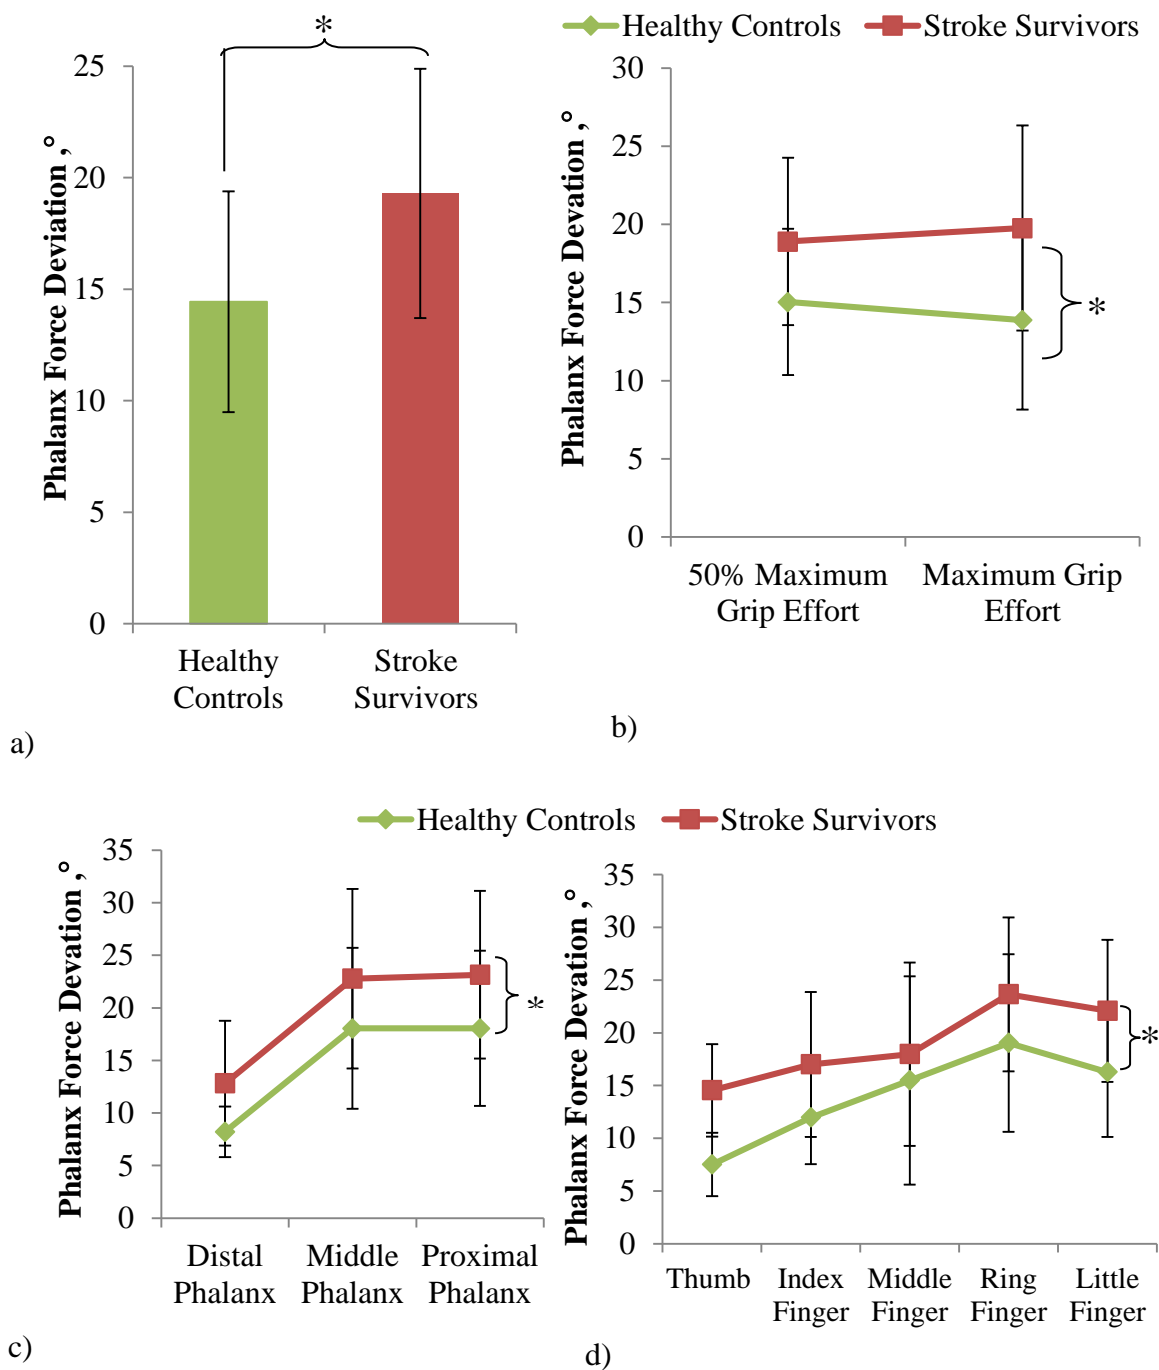 *
25
20
15
10
5
0
Phalanx Force Deviation ,°
Healthy
Controls
Stroke
Survivors
a)
Healthy Controls
Stroke Survivors
30
25
20
15
10
5
0
Phalanx Force Devation ,°
*
50% Maximum
Grip Effort
Maximum Grip
Effort
b)
Healthy Controls
Stroke Survivors
35
30
25
20
15
10
5
0
Phalanx Force Devation ,°
*
Distal
Phalanx
Middle
Phalanx
Proximal
Phalanx
c)
35
30
25
20
15
10
5
0
Phalanx Force Devation ,°
*
Thumb
Index
Finger
Middle
Finger
Ring
Finger
Little
Finger
d)